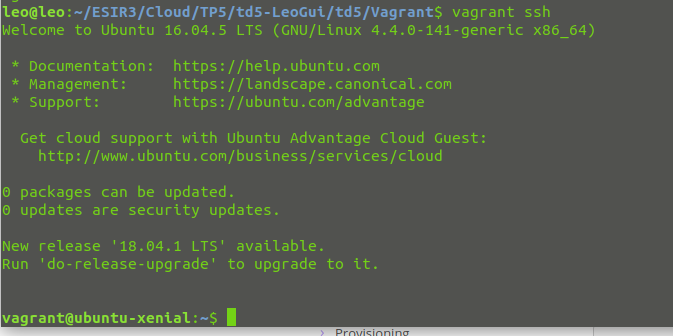 leo@leo:~/ESIR3/Cloud/TP5/td5-LeoGui/td5/Vagrant$ vagrant ssh
Welcome to Ubuntu 16.04.5 LTS (GNU/Linux 4.4.0-141-generic x86_64)
* Documentation:  https://help.ubuntu.com
* Management:     https://landscape.canonical.com
* Support:        https://ubuntu.com/advantage
Get cloud support with Ubuntu Advantage Cloud Guest:
http://www.ubuntu.com/business/services/cloud
0 packages can be updated.
0 updates are security updates.
New release '18.04.1 LTS' available.
Run 'do-release-upgrade' to upgrade to it.
vagrant@ubuntu-xenial:~$
› Provisioning